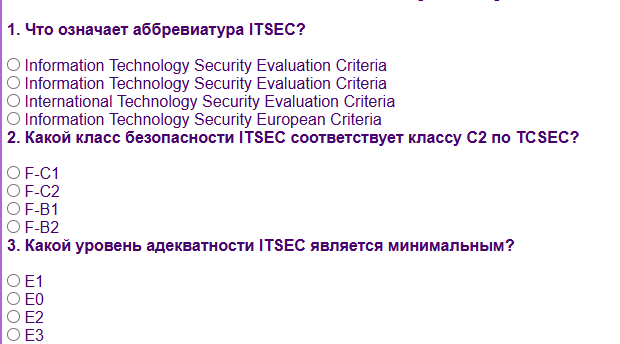 1. Что означает аббревиатура ITSEC?
Information Technology Security Evaluation Criteria
Information Technology Security Evaluation Criteria
International Technology Security Evaluation Criteria
Information Technology Security European Criteria
2. Какой класс безопасности ITSEC соответствует классу C2 по TCSEC?
F-C1
F-C2
F-B1
F-B2
3. Какой уровень адекватности ITSEC является минимальным?
E1
E0
E2
E3